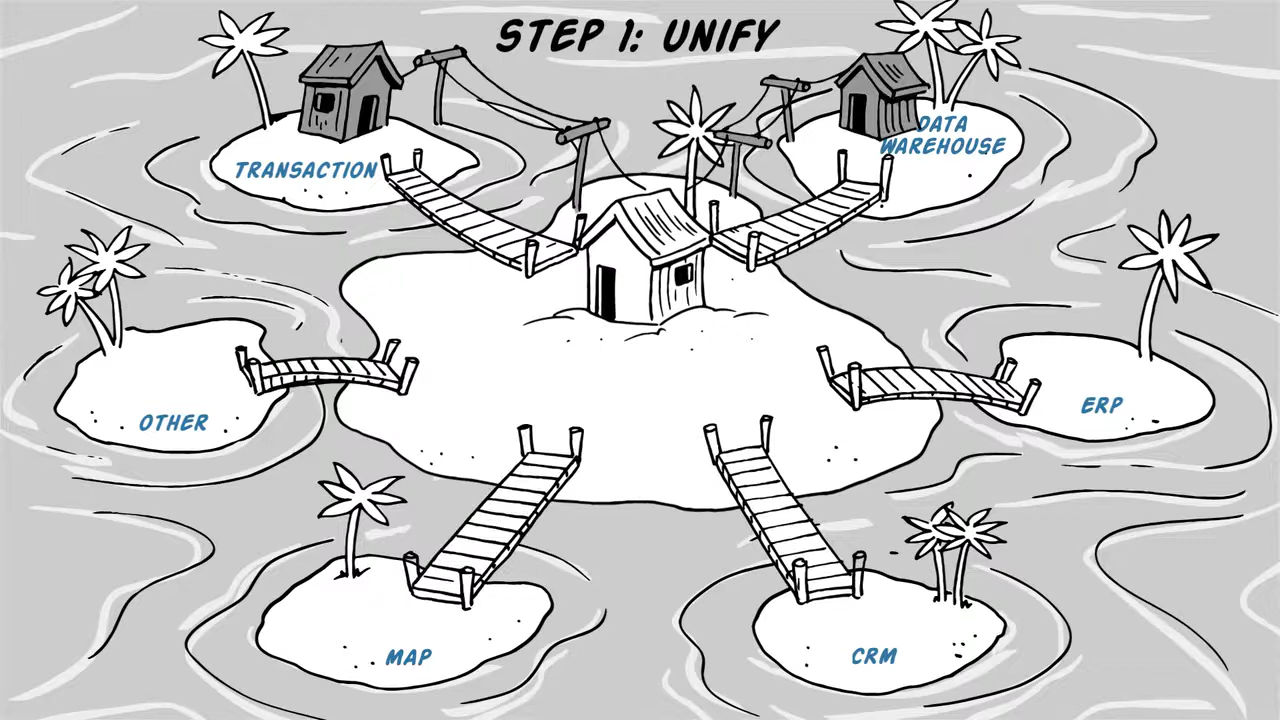 STEP 1: UNIFY
DATA
WAREHOUSE
TRANSACTION
OTHER
ERP
MAP
CRM